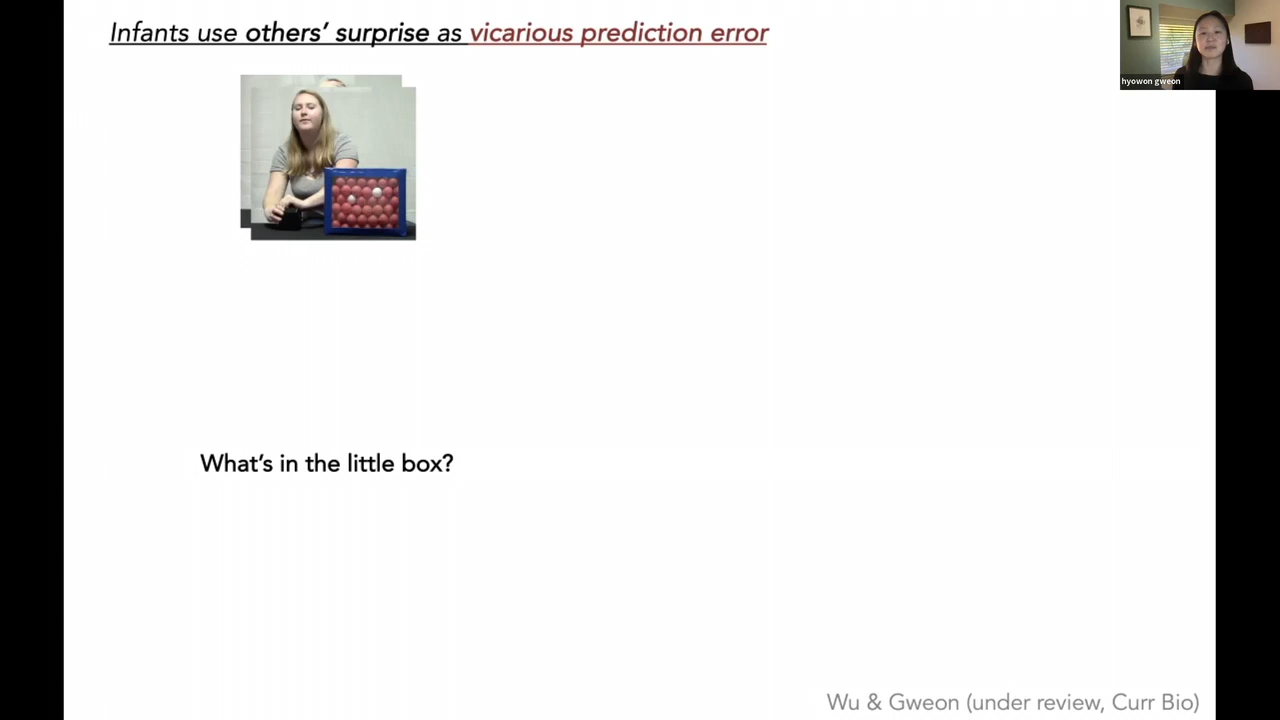 Infants use others’ surprise as vicarious prediction error
hyowon gweon
What’s in the little box?
Wu & Gweon (under review, Curr Bio)